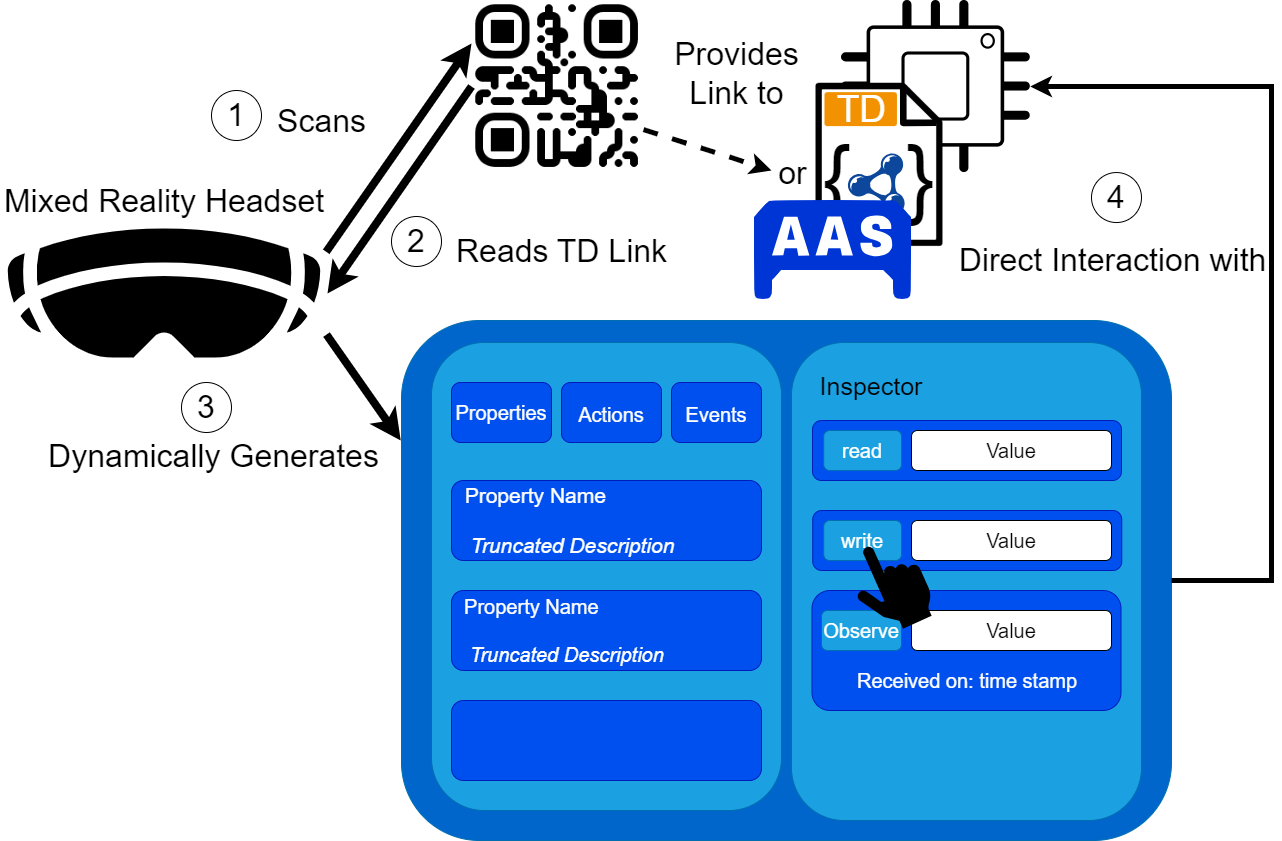 Provides
Link to
1
Scans
TD
or
Mixed Reality Headset
2
Reads TD Link
AAS
4
Direct Interaction with
3
Dynamically Generates
Properties
Actions
Events
Property Name
Truncated Description
Property Name
Truncated Description
Inspector
read
Value
write
Value
Observe
Value
Received on: time stamp